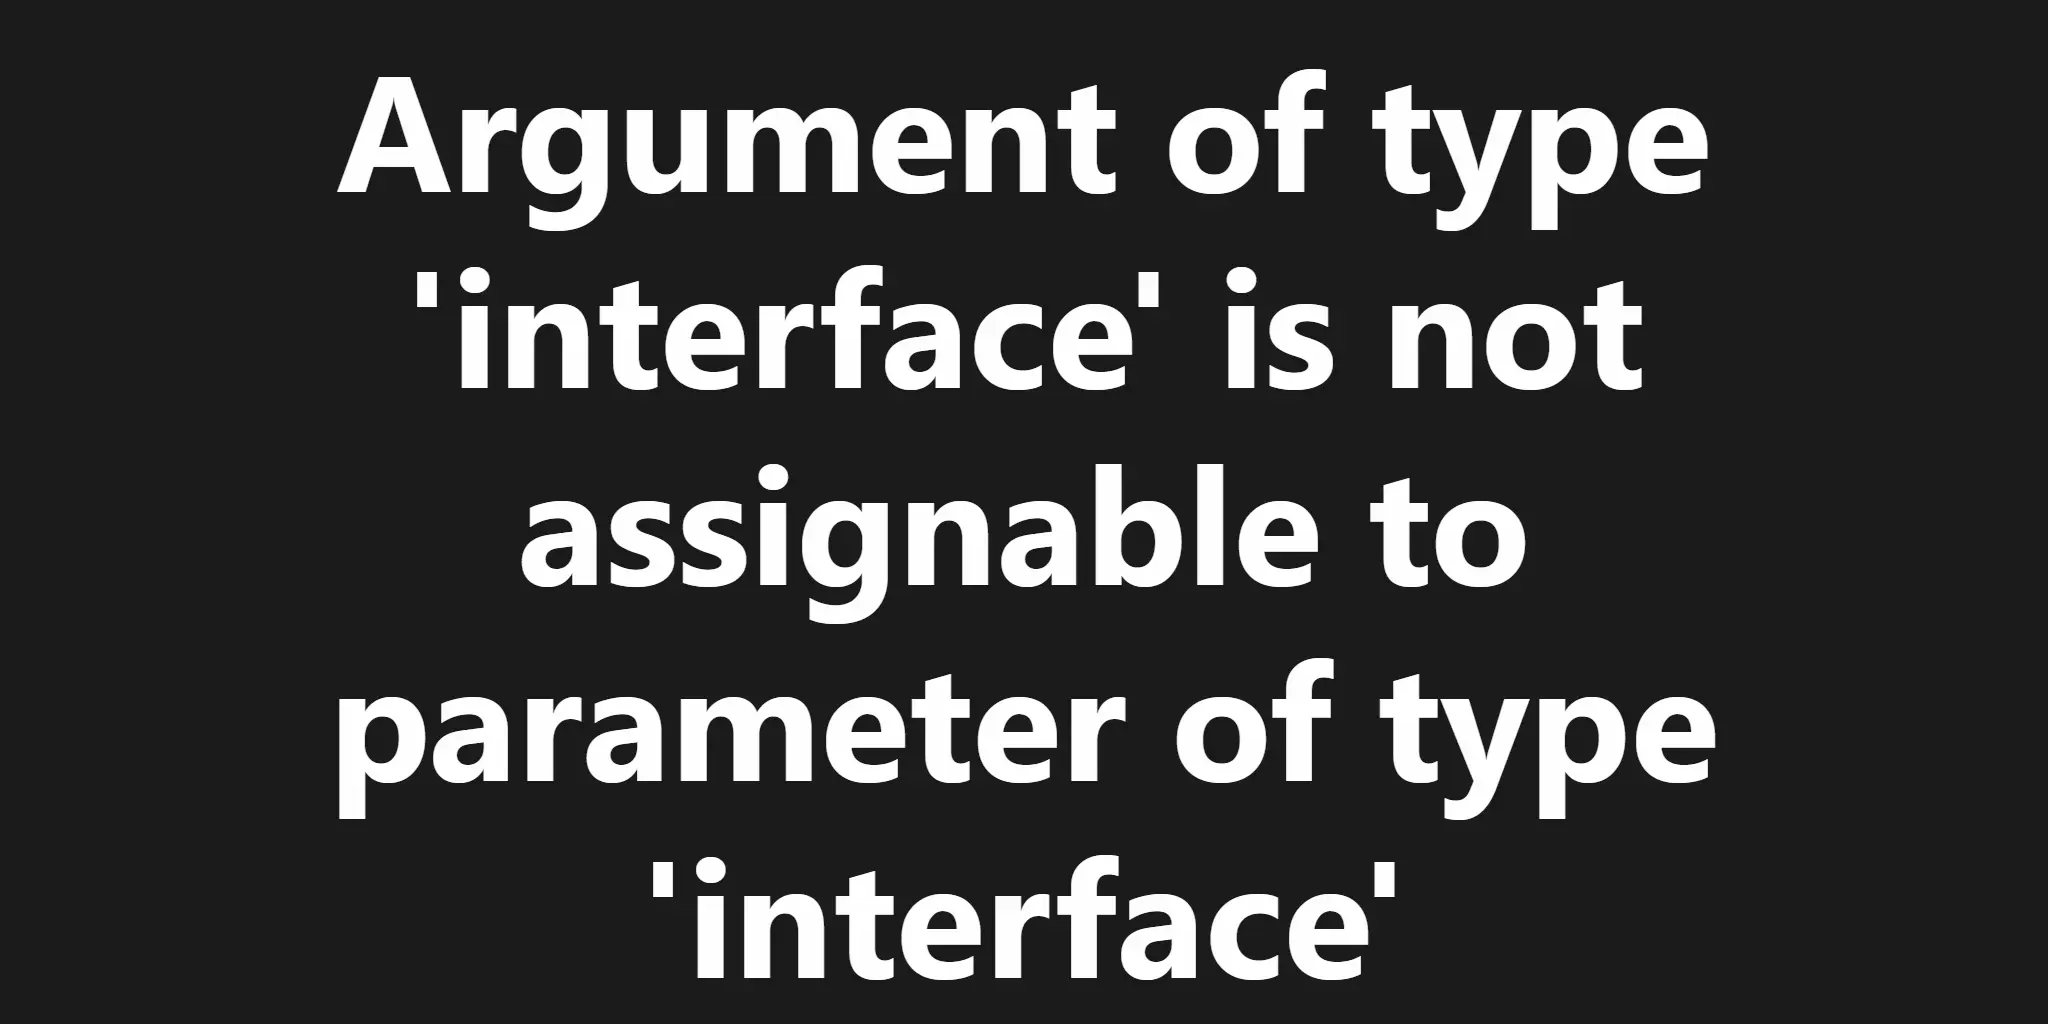 Argument of type
'interface' is not
assignable to
parameter of type
'interface'